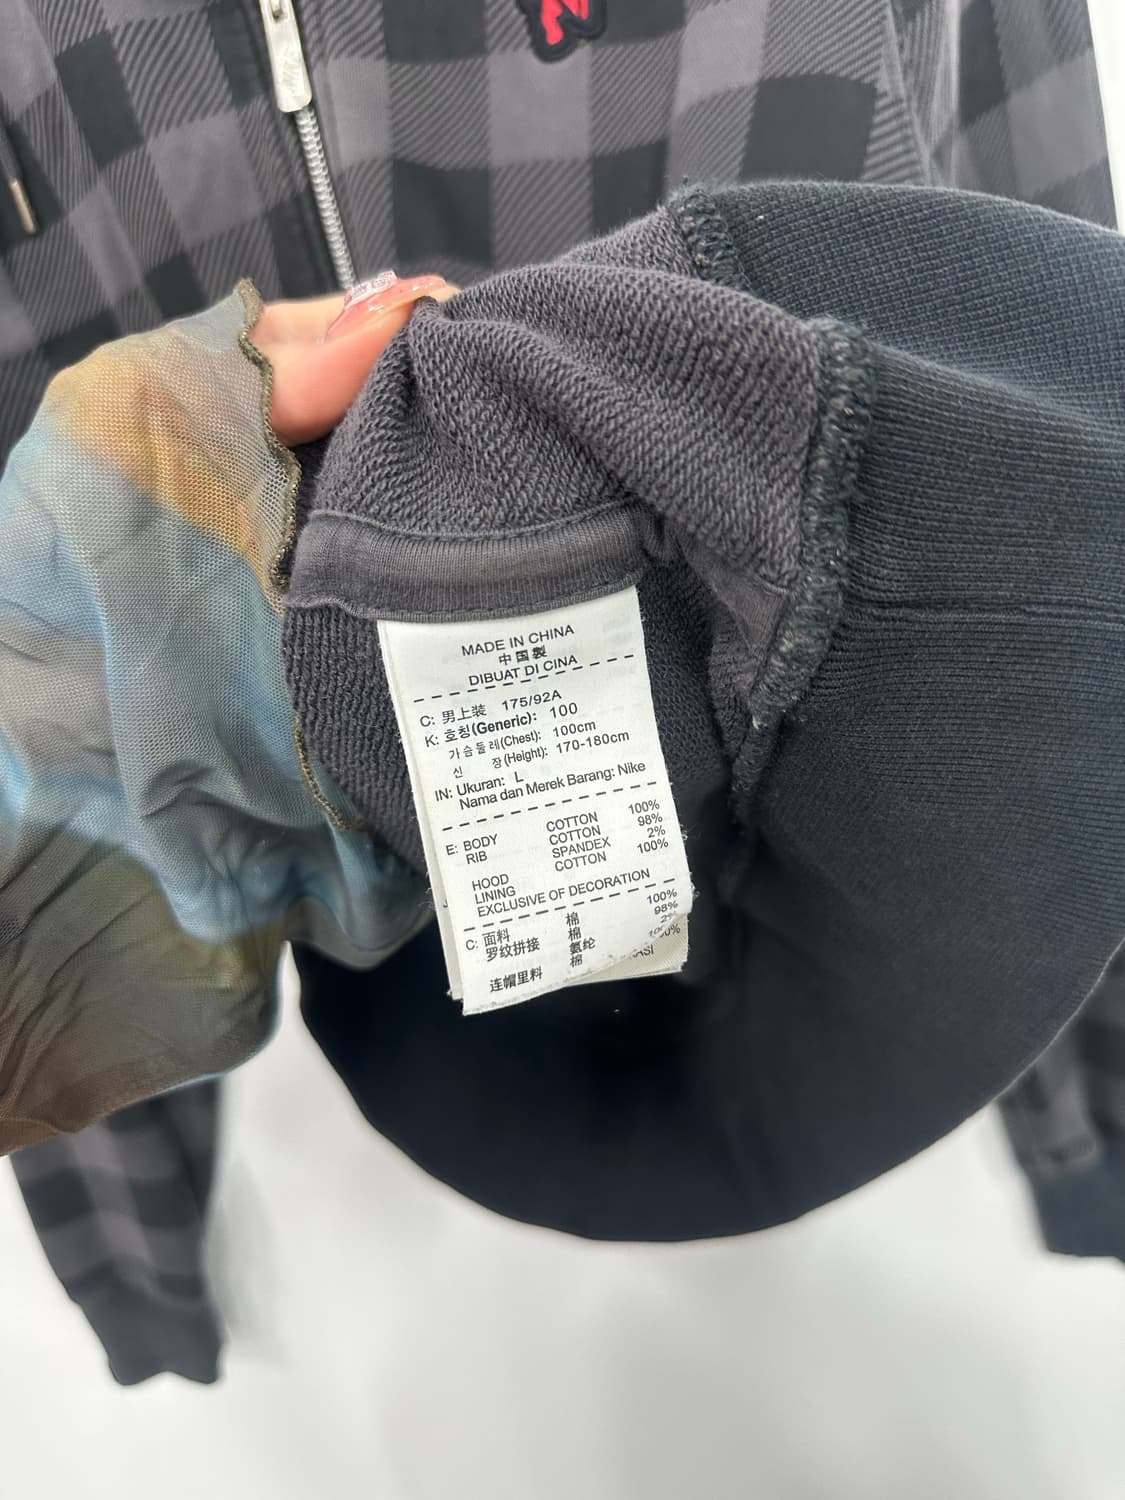 MADE IN CHINA
中国製
DIBUAT DI CINA
C: 男上装 175/92A
K: 호칭(Generic): 100
가슴둘레(Chest): 100cm
신 장(Height): 170-180cm
IN: Ukuran: L
Nama dan Merek Barang: Nike
E: BODY COTTON 100%
RIB COTTON 98%
SPANDEX 2%
HOOD COTTON 100%
LINING
EXCLUSIVE OF DECORATION
C: 面料 棉 100%
罗纹拼接 棉 98%
氨纶 2%
连帽里料 棉